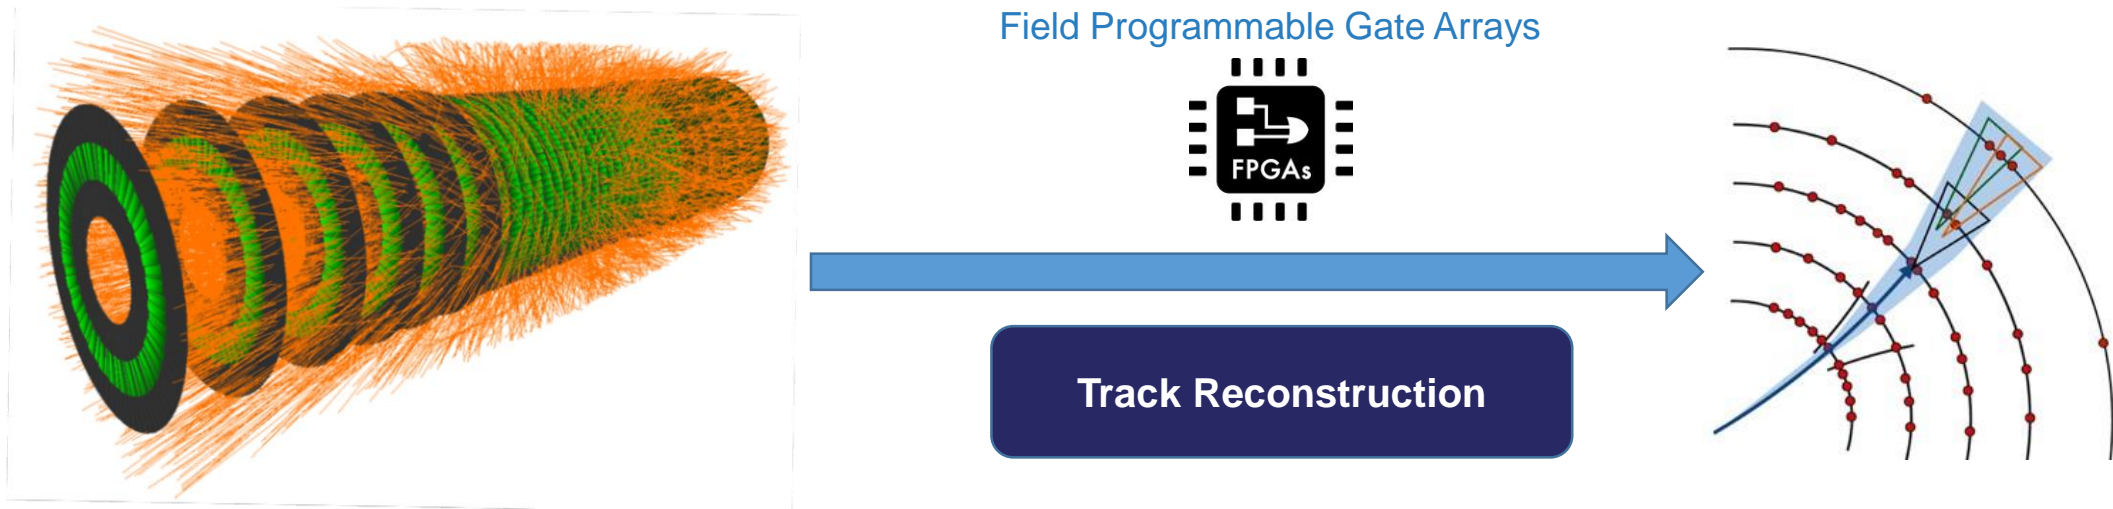 Field Programmable Gate Arrays
FPGAs
Track Reconstruction